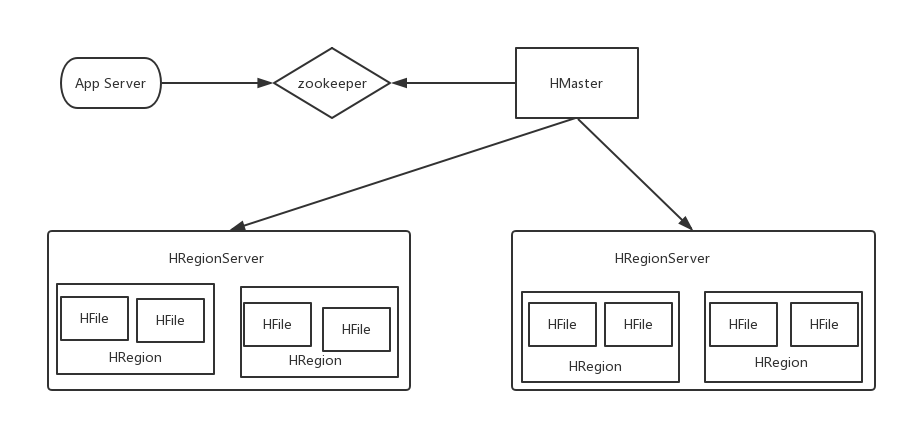 App Server
zookeeper
HMaster
HRegionServer
HFile
HFile
HRegion
HFile
HFile
HRegion
HRegionServer
HFile
HFile
HRegion
HFile
HFile
HRegion